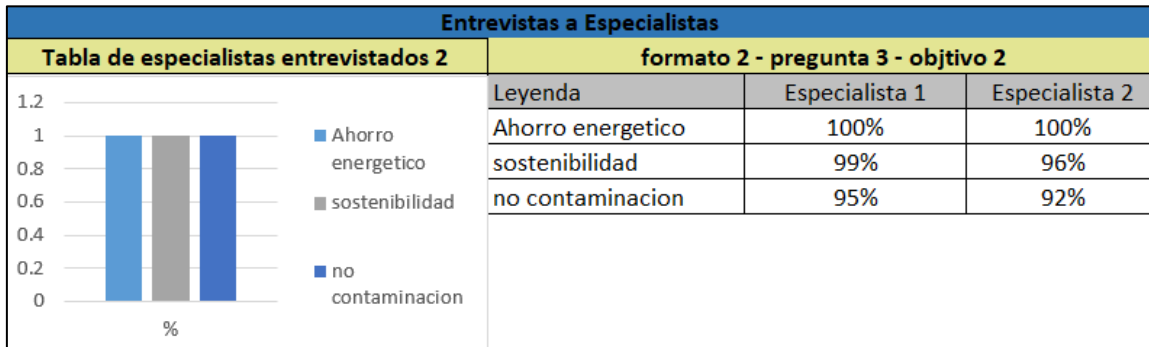 Entrevistas a Especialistas
Tabla de especialistas entrevistados 2
formato 2 - pregunta 3 - objtivo 2
1.2
1
0.8
0.6
0.4
0.2
0
%
Ahorro
energetico
sostenibilidad
no
contaminacion
Leyenda Especialista 1 Especialista 2
Ahorro energetico 100% 100%
sostenibilidad 99% 96%
no contaminacion 95% 92%